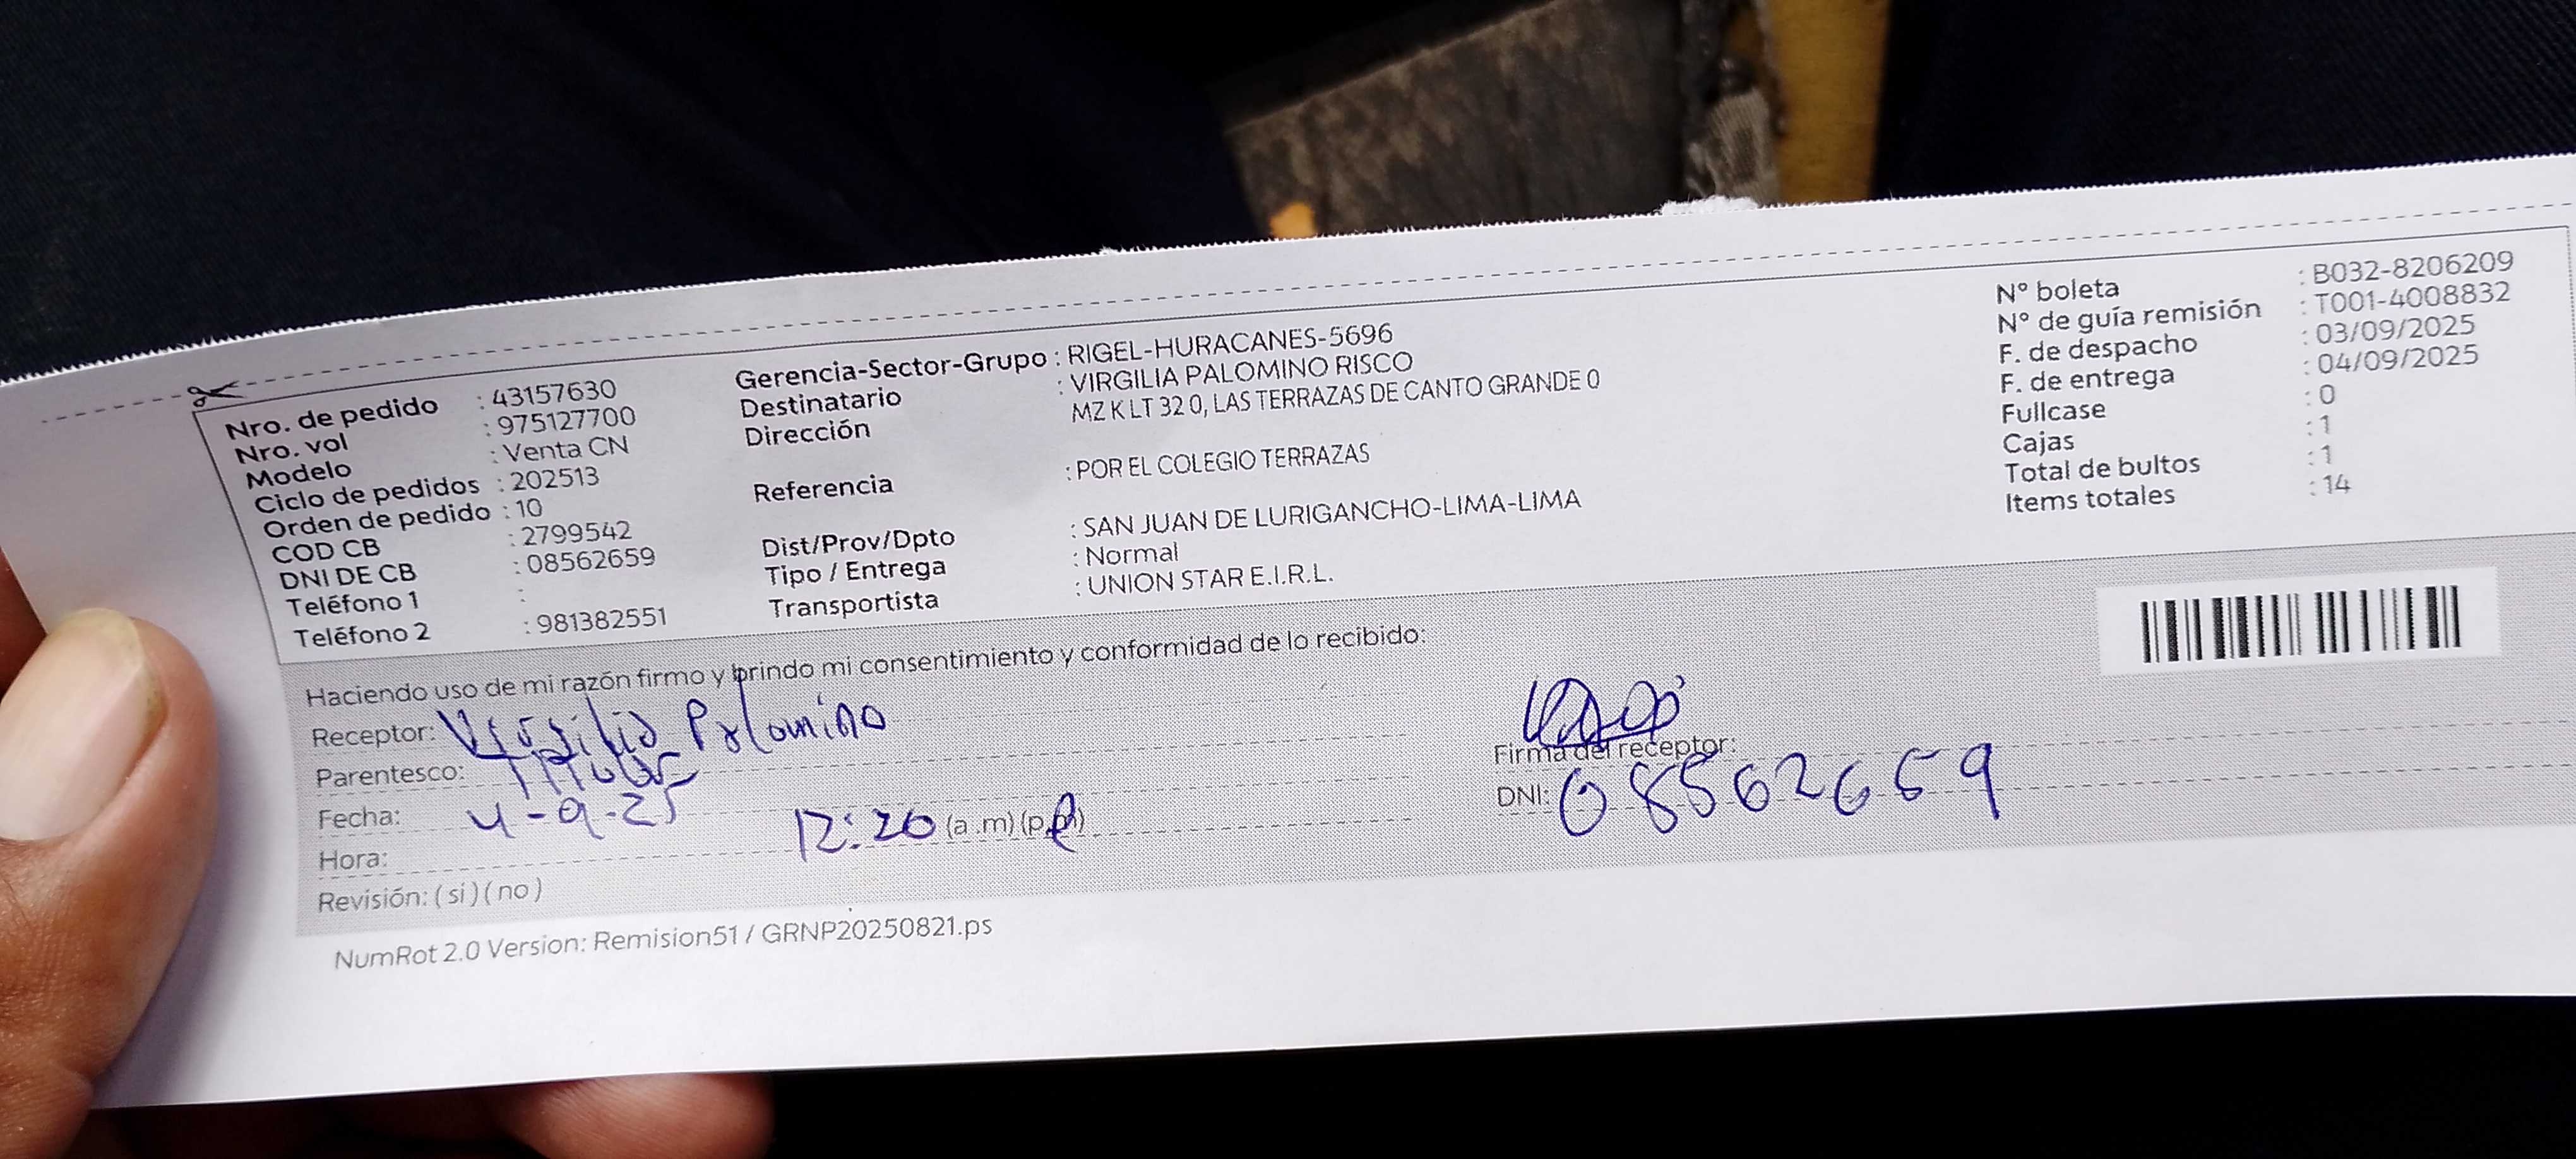 Nro. de pedido : 43157630
Nro. vol : 975127700
Modelo : Venta CN
Ciclo de pedidos : 202513
Orden de pedido : 10
COD CB : 2799542
DNI DE CB : 08562659
Teléfono 1 :
Teléfono 2 : 981382551
Gerencia-Sector-Grupo : RIGEL-HURACANES-5696
Destinatario : VIRGILIA PALOMINO RISCO
Dirección MZ K LT 32 0, LAS TERRAZAS DE CANTO GRANDE 0
Referencia : POR EL COLEGIO TERRAZAS
Dist/Prov/Dpto : SAN JUAN DE LURIGANCHO-LIMA-LIMA
Tipo / Entrega : Normal
Transportista : UNION STAR E.I.R.L.
N° boleta : B032-8206209
N° de guía remisión : T001-4008832
F. de despacho : 03/09/2025
F. de entrega : 04/09/2025
Fullcase : 0
Cajas : 1
Total de bultos : 1
Items totales : 14
Haciendo uso de mi razón firmo y brindo mi consentimiento y conformidad de lo recibido:
Receptor: Virgilia Palomino
Parentesco: Titular
Fecha: 4-9-25
Hora: 12:20 (a.m) (p.m)
Revisión: ( si ) ( no )
Firma del receptor:
DNI: 08562659
NumRot 2.0 Version: Remision51 / GRNP20250821.ps